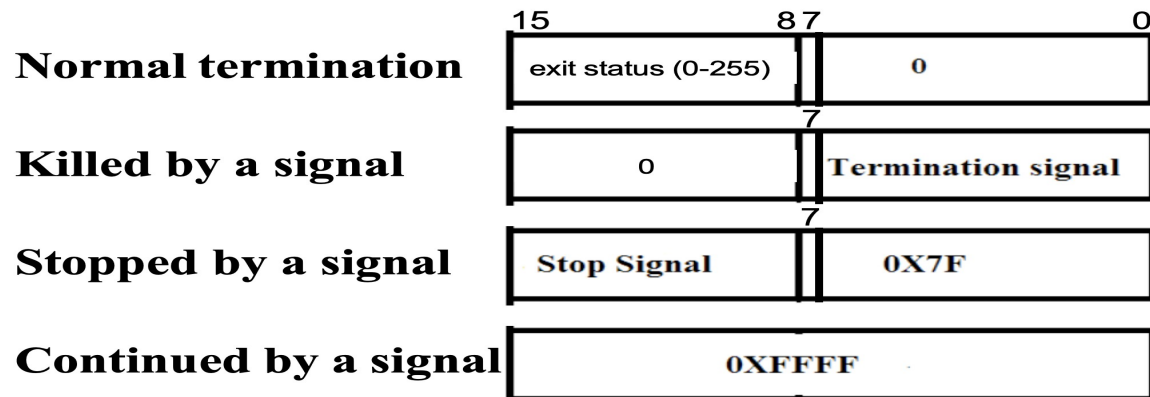 15 8 7 0
Normal termination exit status (0-255) 0
7
Killed by a signal 0 Termination signal
7
Stopped by a signal Stop Signal 0X7F
Continued by a signal 0XFFFF